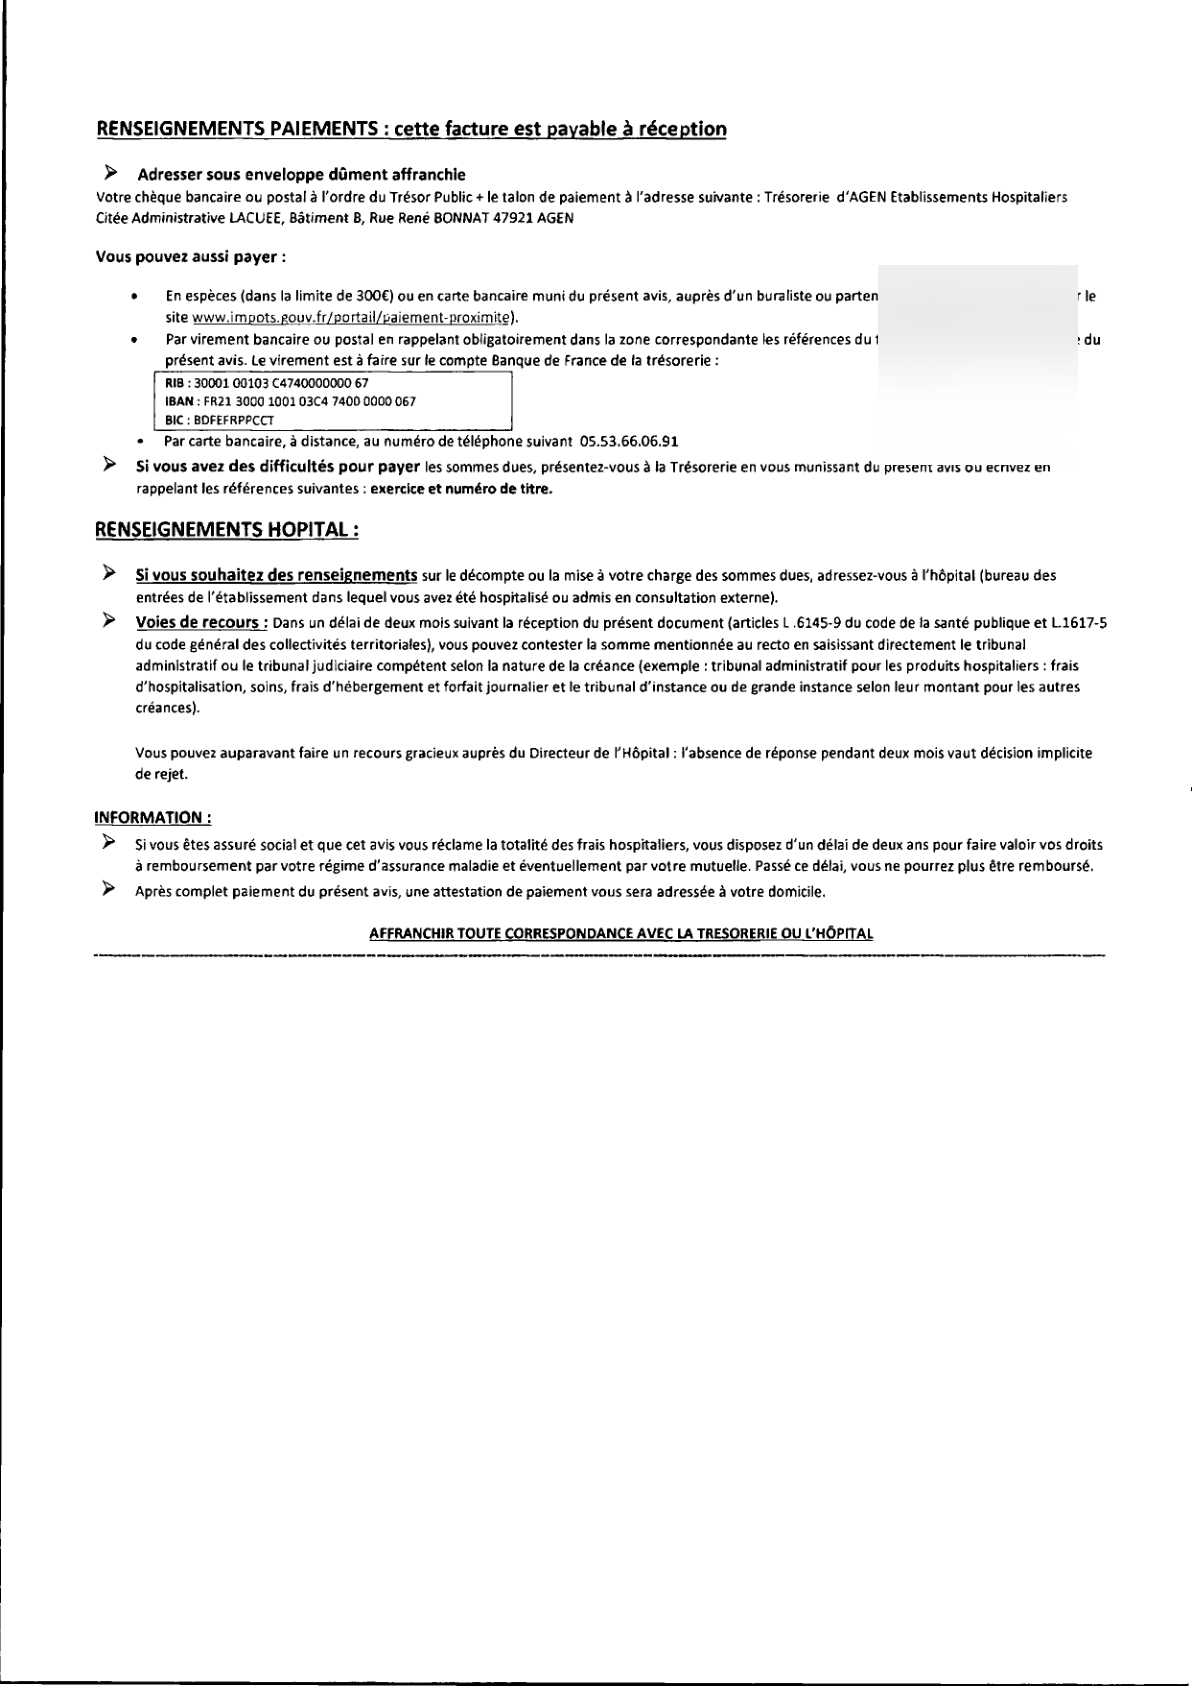 RENSEIGNEMENTS PAIEMENTS : cette facture est payable à réception
➢ Adresser sous enveloppe dûment affranchie
Votre chèque bancaire ou postal à l'ordre du Trésor Public + le talon de paiement à l'adresse suivante : Trésorerie d'AGEN Etablissements Hospitaliers
Citée Administrative LACUEE, Bâtiment B, Rue René BONNAT 47921 AGEN
Vous pouvez aussi payer :
• En espèces (dans la limite de 300€) ou en carte bancaire muni du présent avis, auprès d'un buraliste ou le
site www.impots.gouv.fr/portail/paiement-proximite).
• Par virement bancaire ou postal en rappelant obligatoirement dans la zone correspondante les références du du
présent avis. Le virement est à faire sur le compte Banque de France de la trésorerie :
RIB : 30001 00103 C4740000000 67
IBAN : FR21 3000 1001 03C4 7400 0000 067
BIC : BDFEFRPPCCT
• Par carte bancaire, à distance, au numéro de téléphone suivant 05.53.66.06.91
➢ Si vous avez des difficultés pour payer les sommes dues, présentez-vous à la Trésorerie en vous munissant du présent avis ou écrivez en
rappelant les références suivantes : exercice et numéro de titre.
RENSEIGNEMENTS HOPITAL :
➢ Si vous souhaitez des renseignements sur le décompte ou la mise à votre charge des sommes dues, adressez-vous à l'hôpital (bureau des
entrées de l'établissement dans lequel vous avez été hospitalisé ou admis en consultation externe).
➢ Voies de recours : Dans un délai de deux mois suivant la réception du présent document (articles L .6145-9 du code de la santé publique et L.1617-5
du code général des collectivités territoriales), vous pouvez contester la somme mentionnée au recto en saisissant directement le tribunal
administratif ou le tribunal judiciaire compétent selon la nature de la créance (exemple : tribunal administratif pour les produits hospitaliers : frais
d'hospitalisation, soins, frais d'hébergement et forfait journalier et le tribunal d'instance ou de grande instance selon leur montant pour les autres
créances).
Vous pouvez auparavant faire un recours gracieux auprès du Directeur de l'Hôpital : l'absence de réponse pendant deux mois vaut décision implicite
de rejet.
INFORMATION :
➢ Si vous êtes assuré social et que cet avis vous réclame la totalité des frais hospitaliers, vous disposez d'un délai de deux ans pour faire valoir vos droits
à remboursement par votre régime d'assurance maladie et éventuellement par votre mutuelle. Passé ce délai, vous ne pourrez plus être remboursé.
➢ Après complet paiement du présent avis, une attestation de paiement vous sera adressée à votre domicile.
AFFRANCHIR TOUTE CORRESPONDANCE AVEC LA TRESORERIE OU L'HÔPITAL